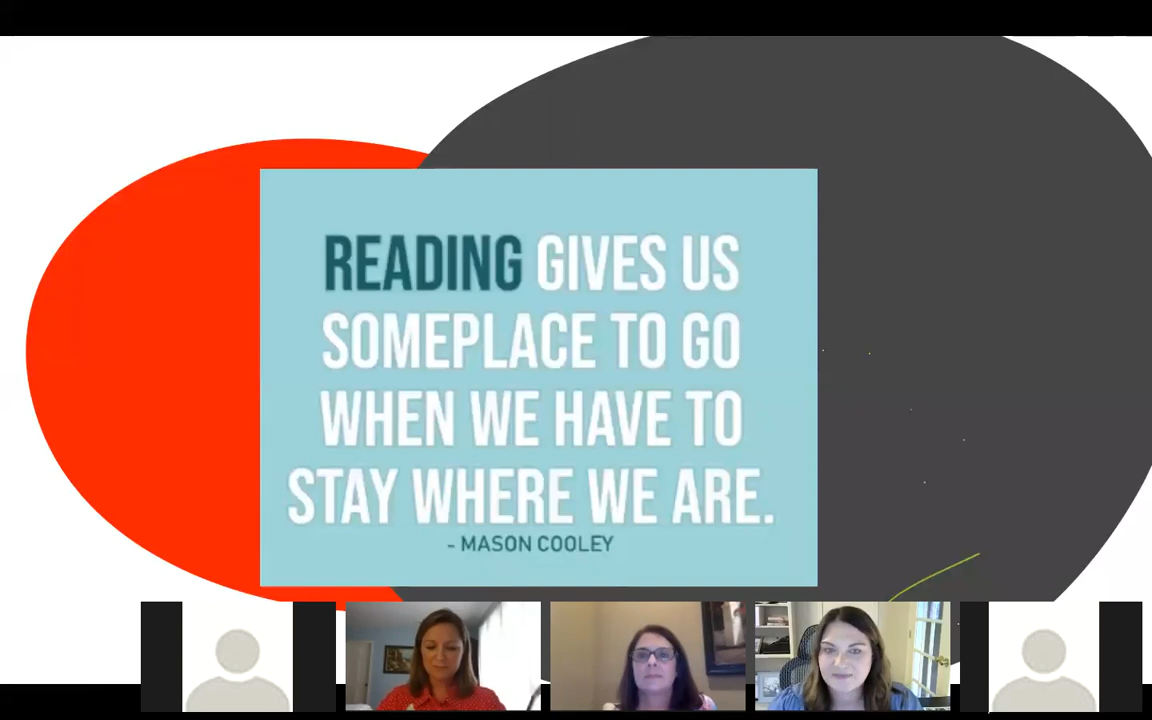 READING GIVES US
SOMEPLACE TO GO
WHEN WE HAVE TO
STAY WHERE WE ARE.
- MASON COOLEY